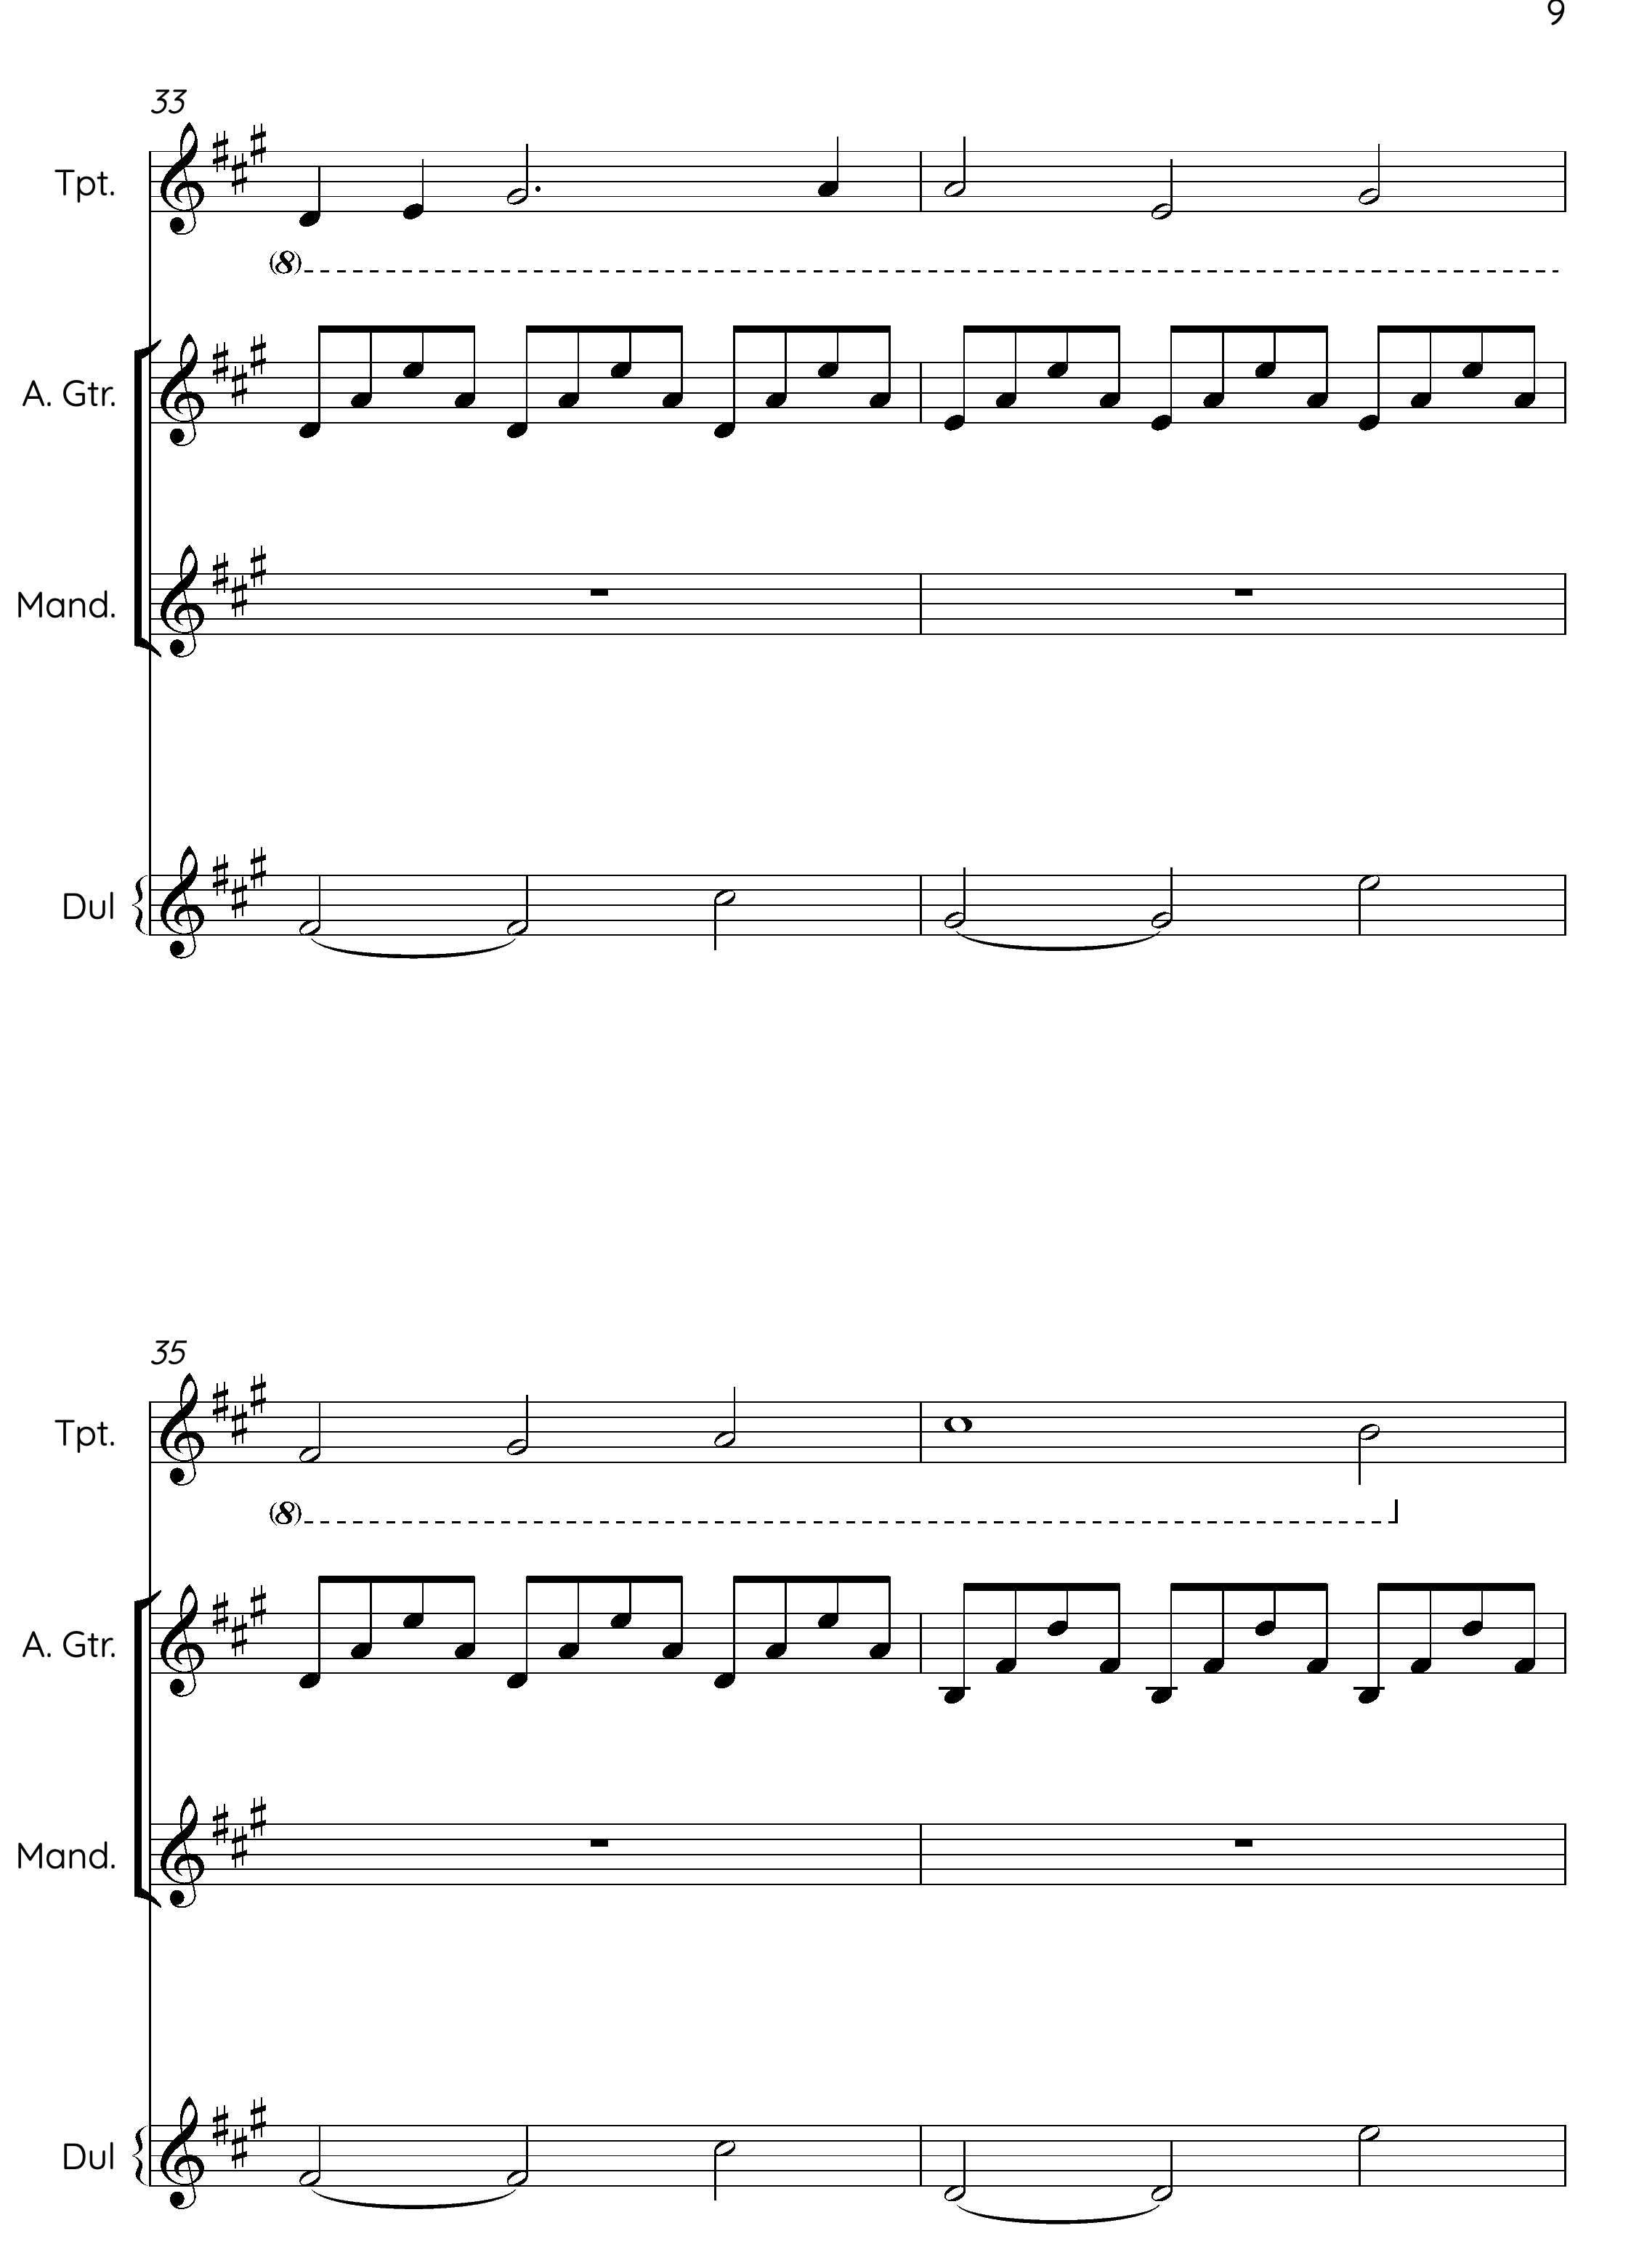 9
33
Tpt.
(8)
A. Gtr.
Mand.
Dul
35
Tpt.
(8)
A. Gtr.
Mand.
Dul